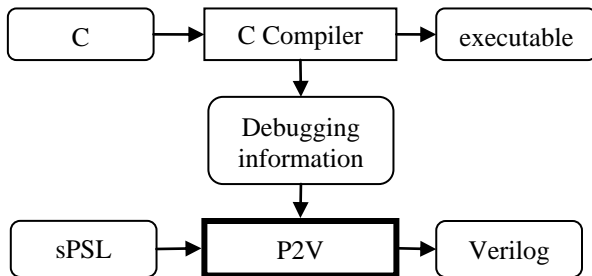 C
C Compiler
executable
Debugging
information
sPSL
P2V
Verilog